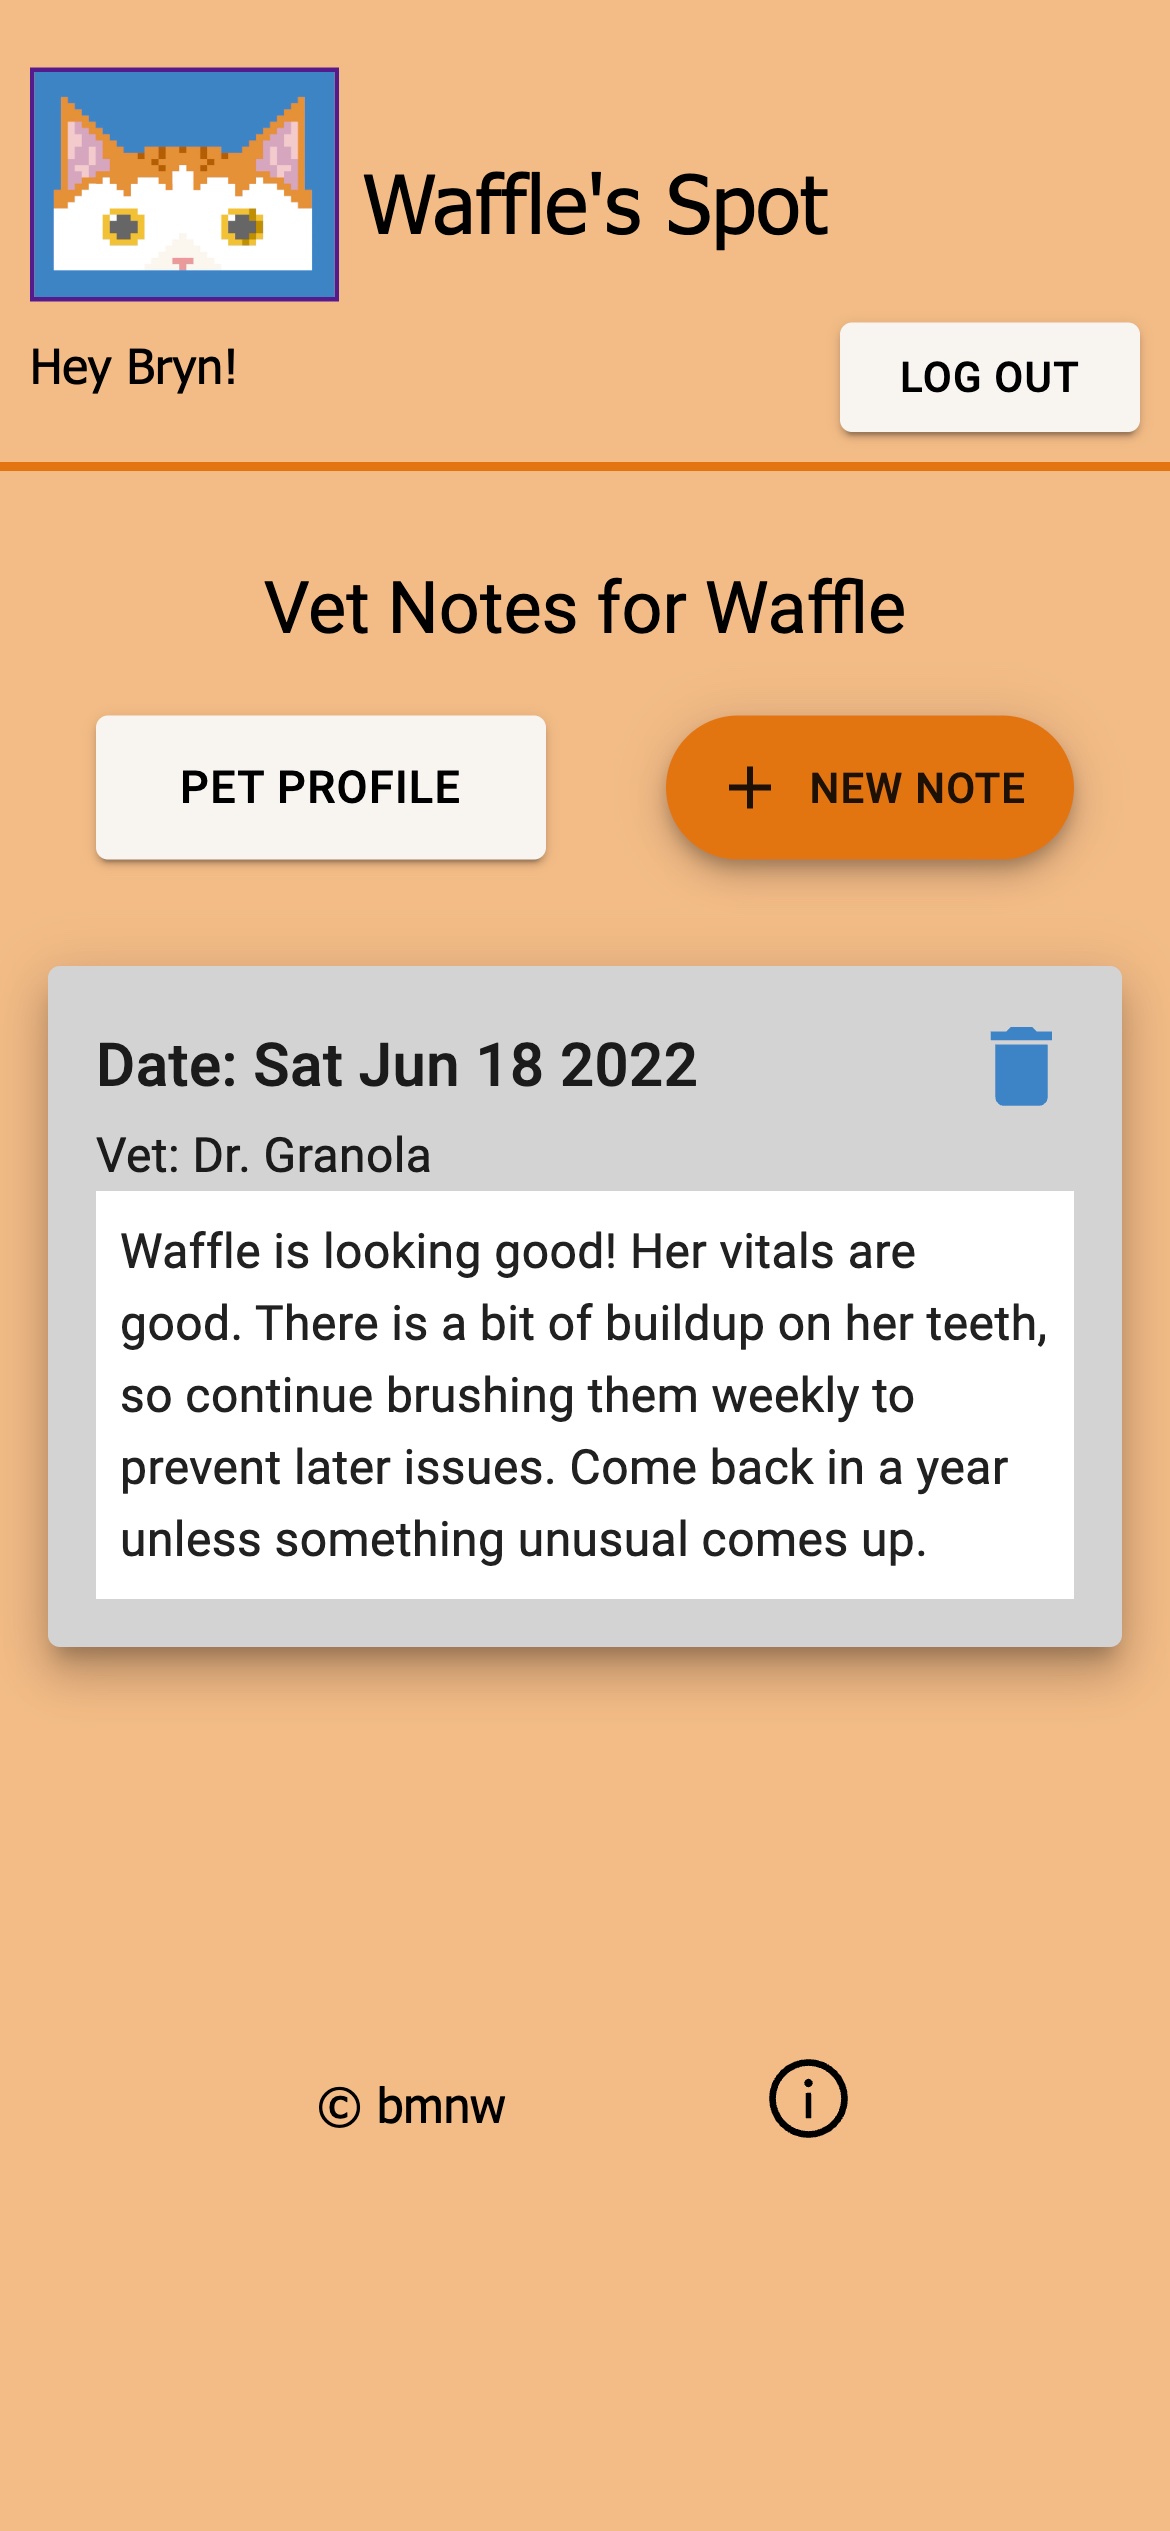 Waffle's Spot
Hey Bryn!
LOG OUT
Vet Notes for Waffle
PET PROFILE
+ NEW NOTE
Date: Sat Jun 18 2022
Vet: Dr. Granola
Waffle is looking good! Her vitals are
good. There is a bit of buildup on her teeth,
so continue brushing them weekly to
prevent later issues. Come back in a year
unless something unusual comes up.
© bmnw
i